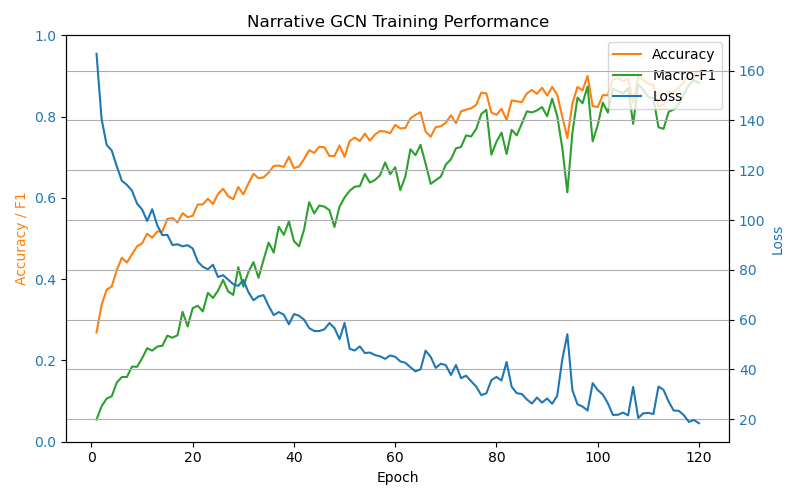 Narrative GCN Training Performance
1.0
0.8
0.6
0.4
0.2
0.0
Accuracy / F1
Accuracy
Macro-F1
Loss
160
140
120
100
80
60
40
20
Loss
0 20 40 60 80 100 120
Epoch